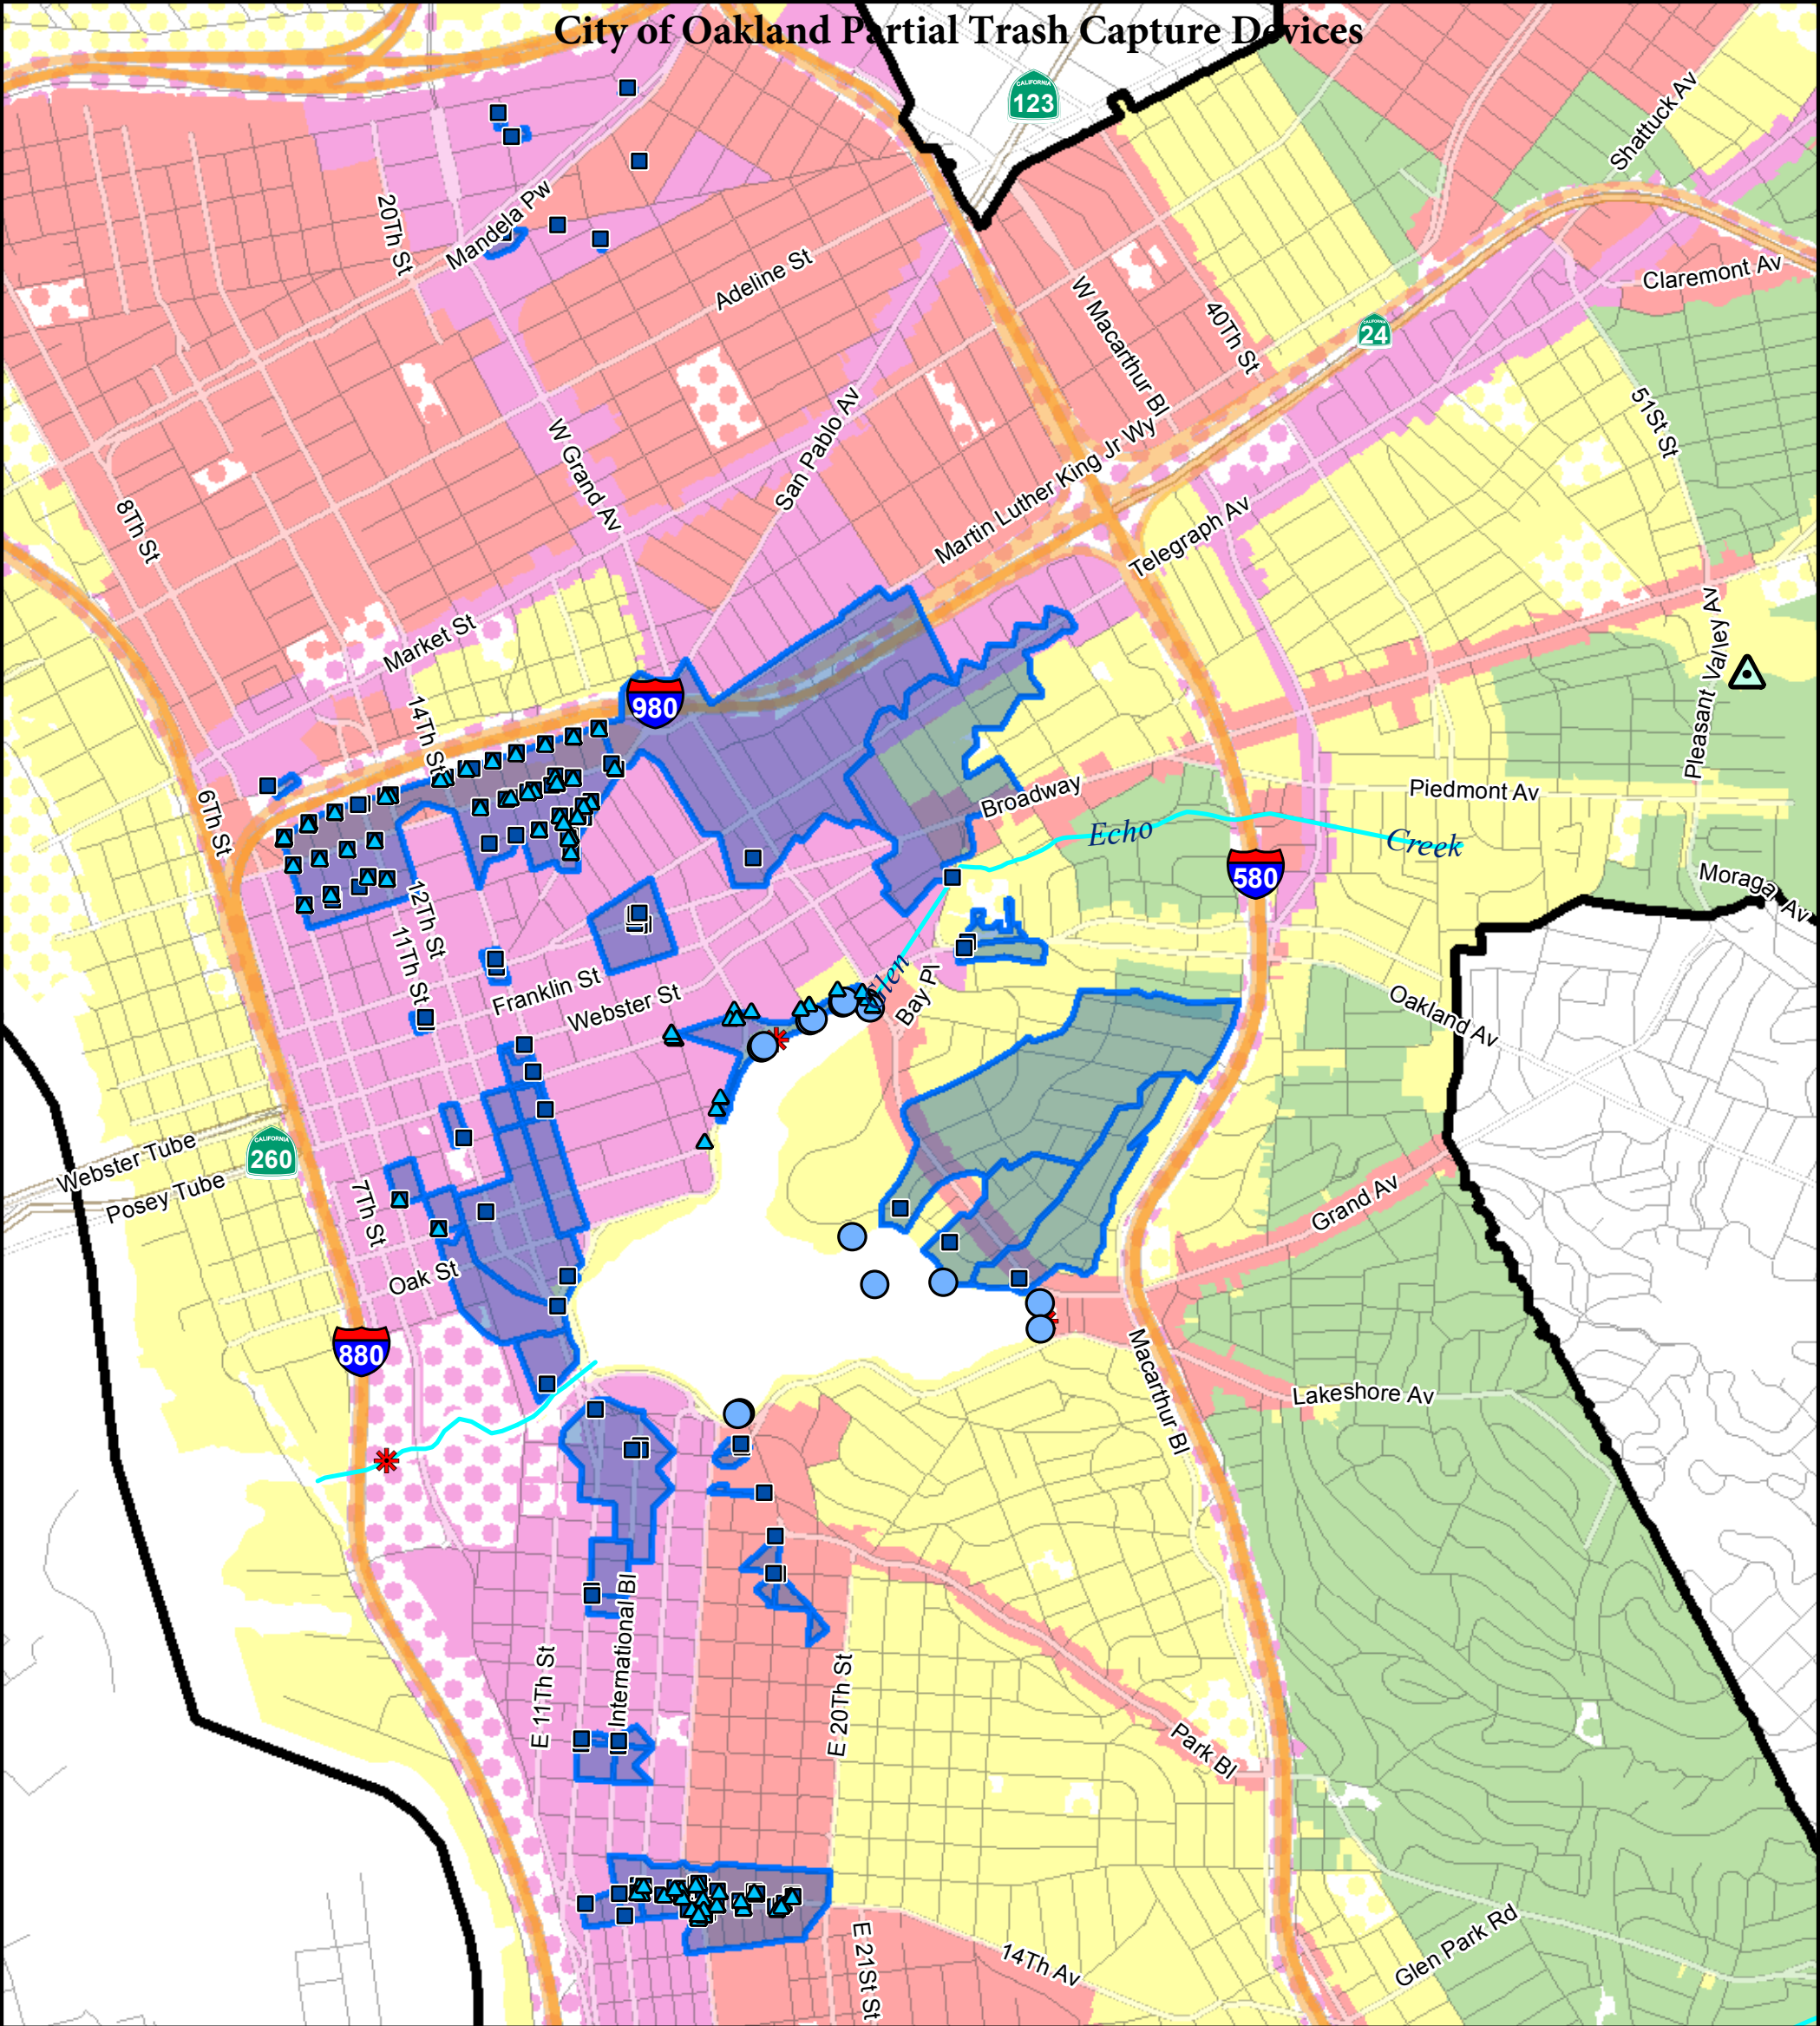 City of Oakland Partial Trash Capture Devices
CALIFORNIA
123
Shattuck Av
20Th St
Mandela Pw
Adeline St
W Macarthur Bl
40Th St
CALIFORNIA
24
Claremont Av
51St St
W Grand Av
San Pablo Av
8Th St
Martin Luther King Jr Wy
Telegraph Av
Market St
Pleasant Valley Av
980
14Th St
6Th St
Broadway
Piedmont Av
Echo
Creek
580
Moraga Av
12Th St
11Th St
Franklin St
Webster St
Glen
Bay Pl
Oakland Av
Webster Tube
Posey Tube
CALIFORNIA
260
7Th St
Oak St
Grand Av
880
Macarthur Bl
Lakeshore Av
E 11Th St
International Bl
E 20Th St
Park Bl
E 21St St
14Th Av
Glen Park Rd